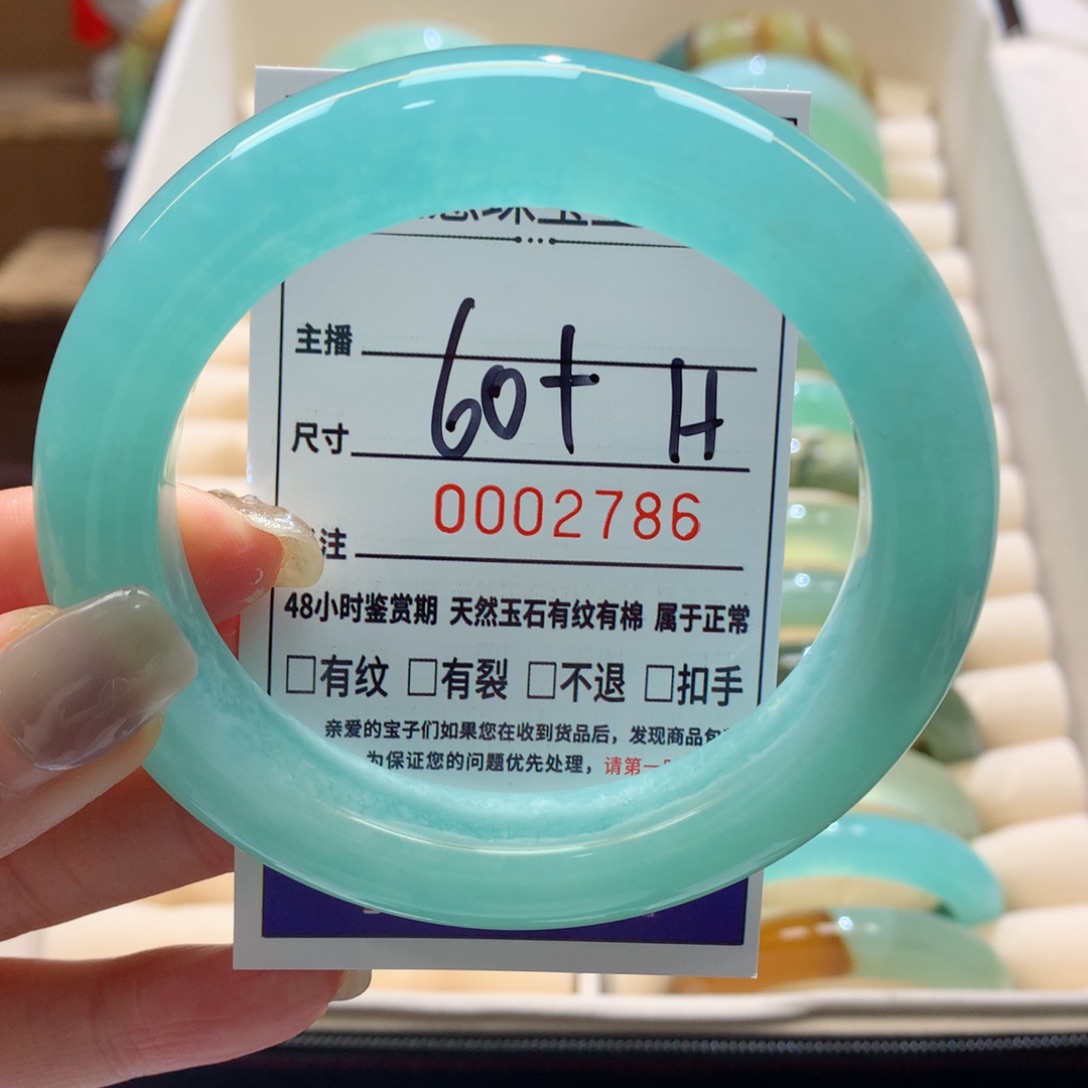 珠宝
主播
尺寸 60+ H
0002786
注
48小时鉴赏期 天然玉石有纹有棉 属于正常
□有纹 □有裂 □不退 □扣手
亲爱的宝子们如果您在收到货品后，发现商品包
为保证您的问题优先处理，请第一